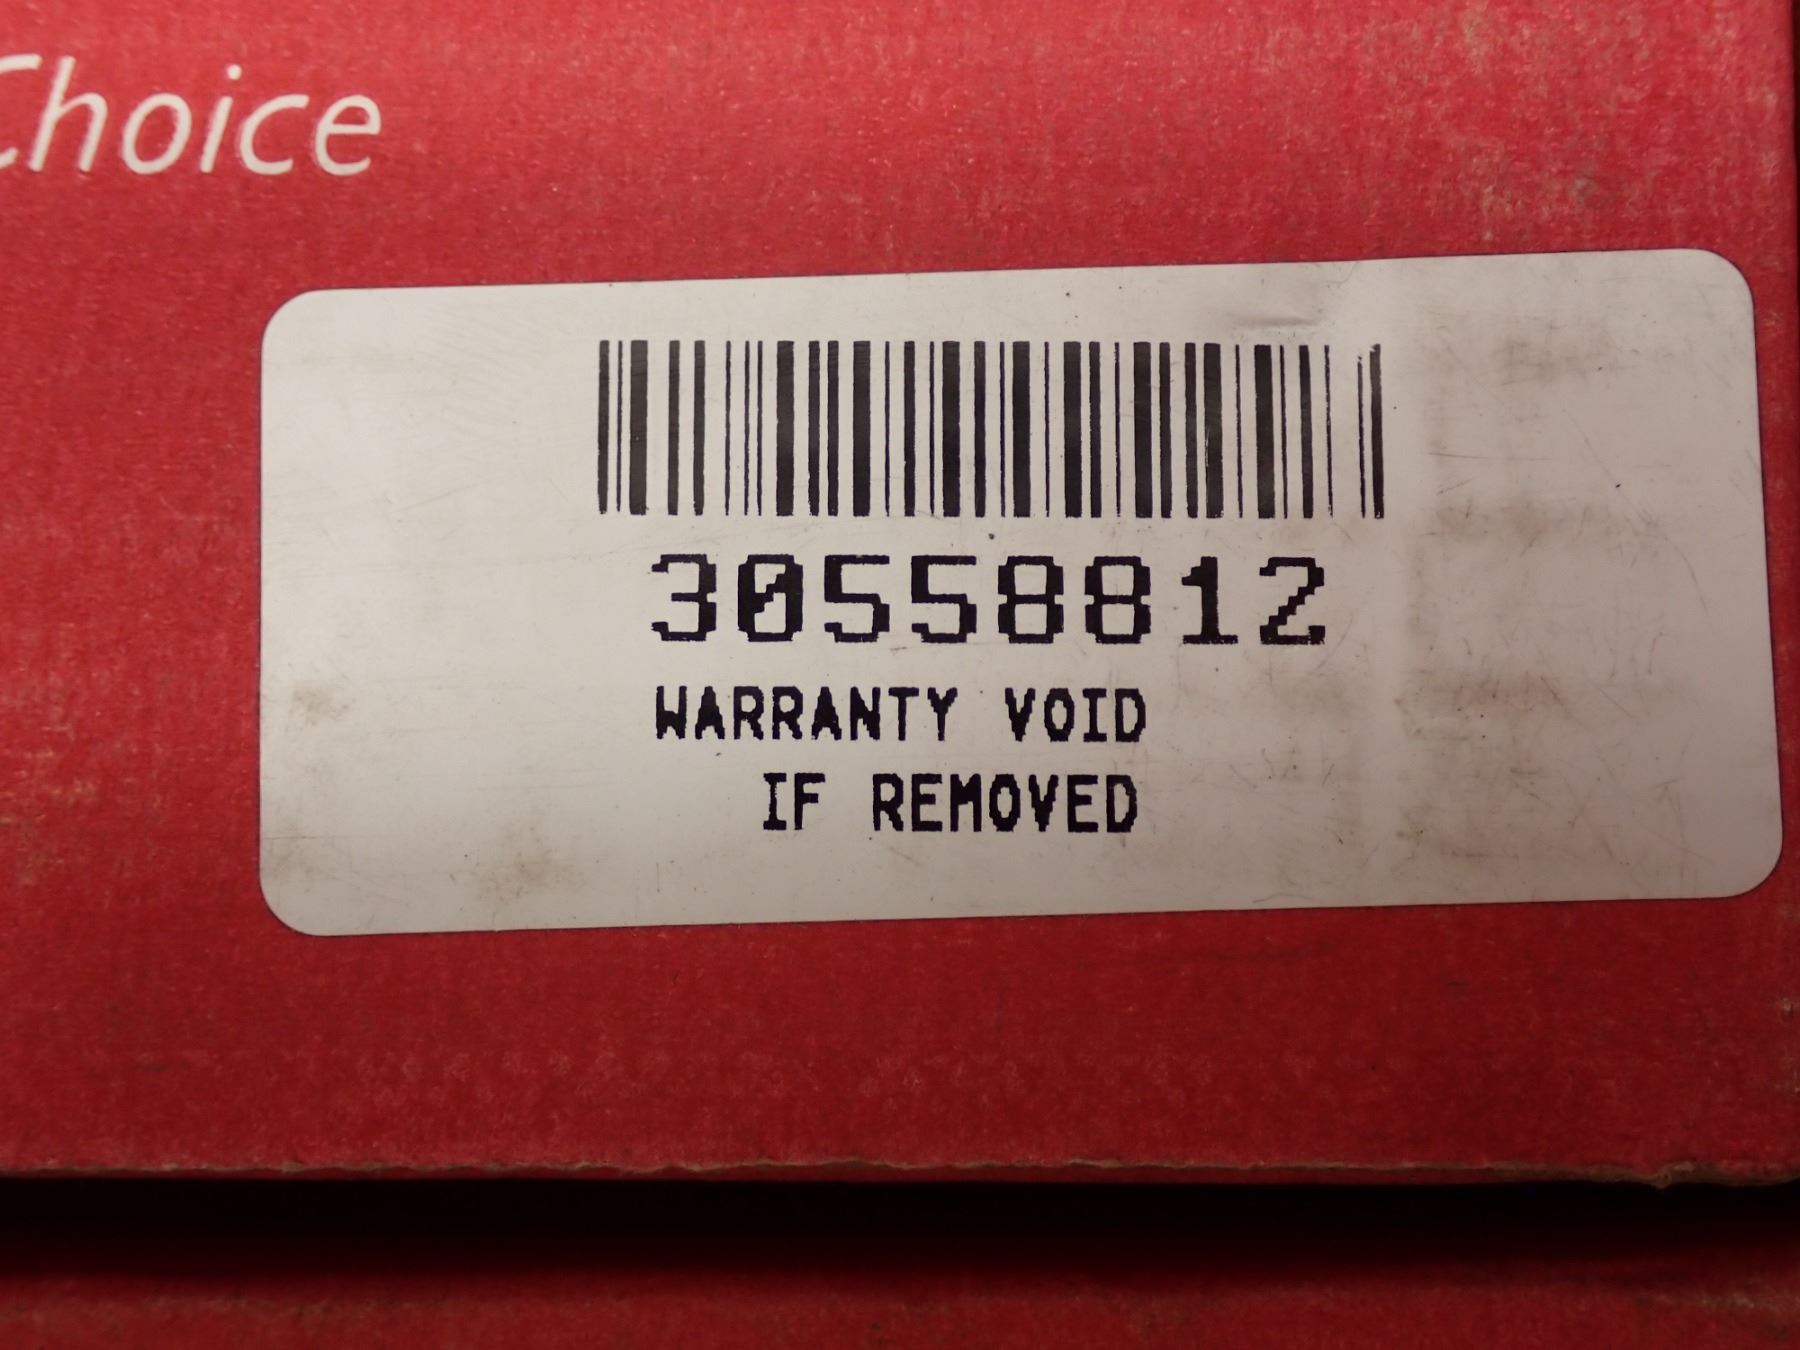 Choice
30558812
WARRANTY VOID
IF REMOVED